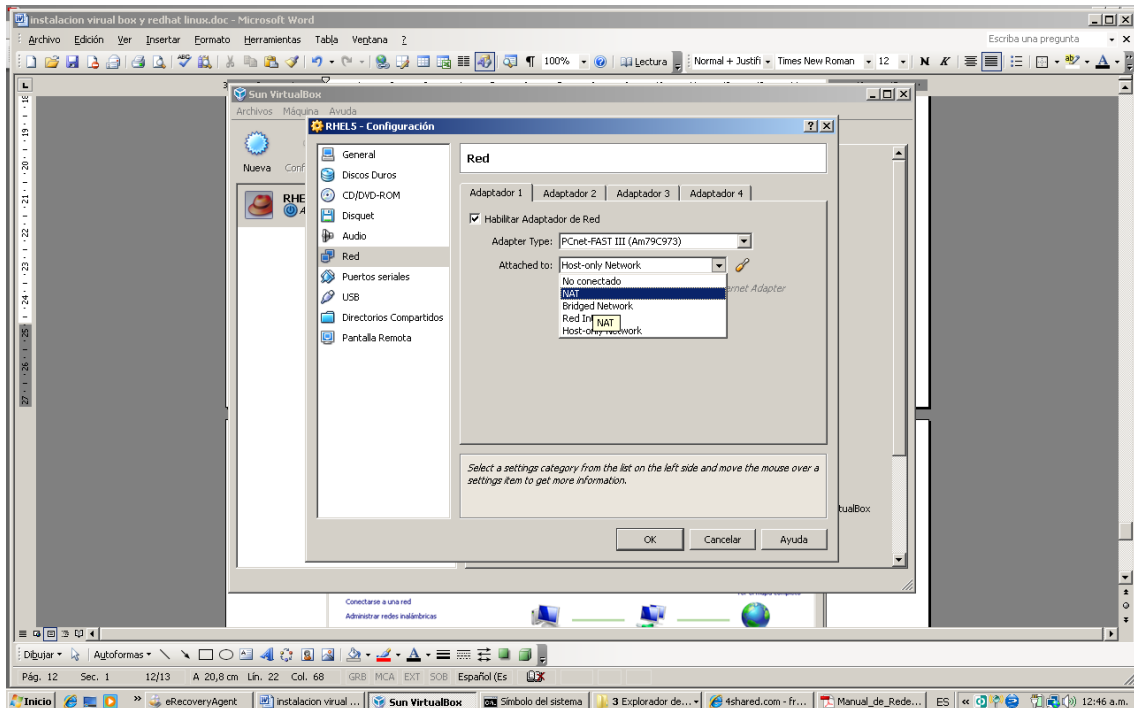 instalacion virual box y redhat linux.doc - Microsoft Word
Archivo Edición Ver Insertar Formato Herramientas Tabla Ventana ?
Escriba una pregunta
100% Lectura Normal + Justifi Times New Roman 12 N K
Sun VirtualBox
Archivos Máquina Ayuda
Nueva Conf
RHE
RHEL5 - Configuración
General
Discos Duros
CD/DVD-ROM
Disquet
Audio
Red
Puertos seriales
USB
Directorios Compartidos
Pantalla Remota
Red
Adaptador 1 Adaptador 2 Adaptador 3 Adaptador 4
Habilitar Adaptador de Red
Adapter Type: PCnet-FAST III (Am79C973)
Attached to: Host-only Network
No conectado
NAT
ernet Adapter
Bridged Network
Red In
NAT
Host-only Network
Select a settings category from the list on the left side and move the mouse over a
settings item to get more information.
OK Cancelar Ayuda
tualBox
Conectarse a una red
Administrar redes inalámbricas
Dibujar Autoformas
Pág. 12 Sec. 1 12/13 A 20,8 cm Lín. 22 Col. 68 GRB MCA EXT SOB Español (Es
Inicio eRecoveryAgent instalacion virual ... Sun VirtualBox Símbolo del sistema 3 Explorador de... 4shared.com - fr... Manual_de_Rede... ES 12:46 a.m.